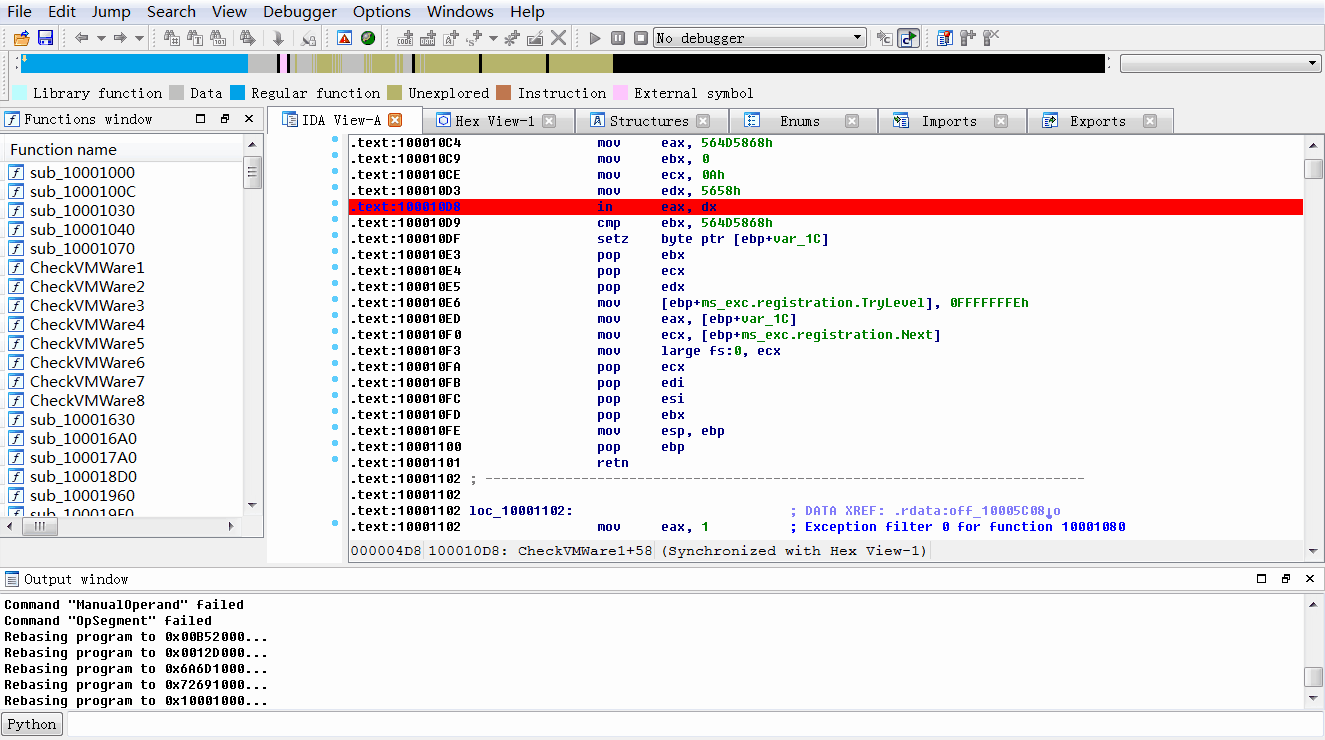 File Edit Jump Search View Debugger Options Windows Help
No debugger
Library function Data Regular function Unexplored Instruction External symbol
Functions window
IDA View-A Hex View-1 Structures Enums Imports Exports
Function name
sub_10001000
sub_1000100C
sub_10001030
sub_10001040
sub_10001070
CheckVMWare1
CheckVMWare2
CheckVMWare3
CheckVMWare4
CheckVMWare5
CheckVMWare6
CheckVMWare7
CheckVMWare8
sub_10001630
sub_100016A0
sub_100017A0
sub_100018D0
sub_10001960
sub_100019F0
.text:100010C4 mov eax, 564D5868h
.text:100010C9 mov ebx, 0
.text:100010CE mov ecx, 0Ah
.text:100010D3 mov edx, 5658h
.text:100010D8 in eax, dx
.text:100010D9 cmp ebx, 564D5868h
.text:100010DF setz byte ptr [ebp+var_1C]
.text:100010E3 pop ebx
.text:100010E4 pop ecx
.text:100010E5 pop edx
.text:100010E6 mov [ebp+ms_exc.registration.TryLevel], 0FFFFFFFEh
.text:100010ED mov eax, [ebp+var_1C]
.text:100010F0 mov ecx, [ebp+ms_exc.registration.Next]
.text:100010F3 mov large fs:0, ecx
.text:100010FA pop ecx
.text:100010FB pop edi
.text:100010FC pop esi
.text:100010FD pop ebx
.text:100010FE mov esp, ebp
.text:10001100 pop ebp
.text:10001101 retn
.text:10001102 ; ---------------------------------------------------------------------------
.text:10001102
.text:10001102 loc_10001102: ; DATA XREF: .rdata:off_10005C08↓o
.text:10001102 mov eax, 1 ; Exception filter 0 for function 10001080
000004D8 100010D8: CheckVMWare1+58 (Synchronized with Hex View-1)
Output window
Command "ManualOperand" failed
Command "OpSegment" failed
Rebasing program to 0x00B52000...
Rebasing program to 0x0012D000...
Rebasing program to 0x6A6D1000...
Rebasing program to 0x72691000...
Rebasing program to 0x10001000...
Python